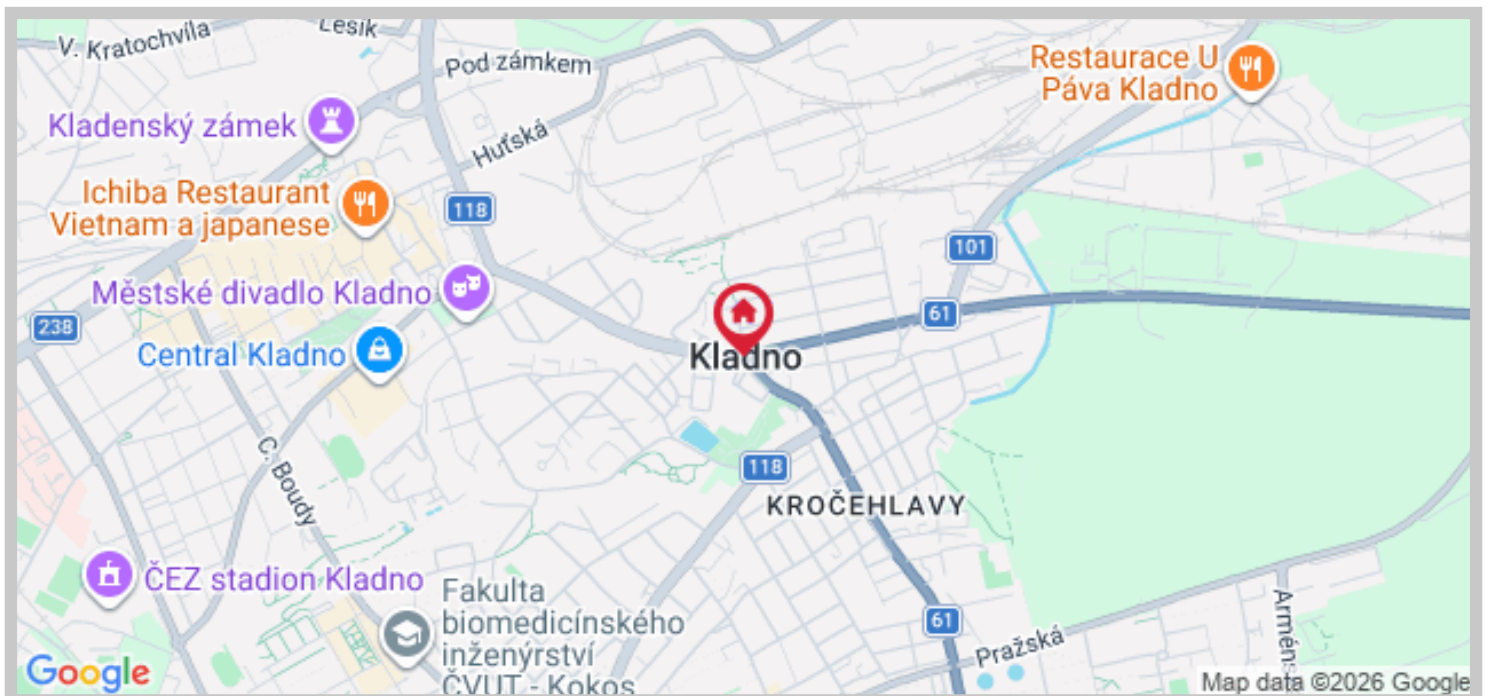 Lesík
V. Kratochvíla
Pod zámkem
Restaurace U
Páva Kladno
Kladenský zámek
Huťská
Ichiba Restaurant
Vietnam a japanese
118
101
Městské divadlo Kladno
61
238
Central Kladno
Kladno
C. Boudy
118
KROČEHLAVY
ČEZ stadion Kladno
Fakulta
biomedicínského
inženýrství
ČVUT - Kokos
61
Pražská
Arméns
Google
Map data ©2026 Google